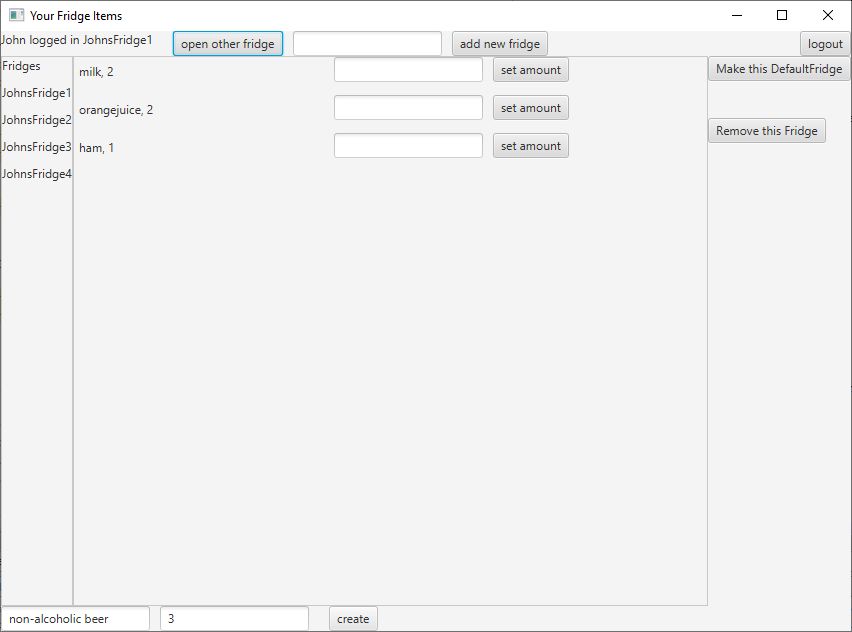 Your Fridge Items
John logged in JohnsFridge1
open other fridge
add new fridge
logout
Fridges
JohnsFridge1
JohnsFridge2
JohnsFridge3
JohnsFridge4
milk, 2
set amount
orangejuice, 2
set amount
ham, 1
set amount
Make this DefaultFridge
Remove this Fridge
non-alcoholic beer
3
create